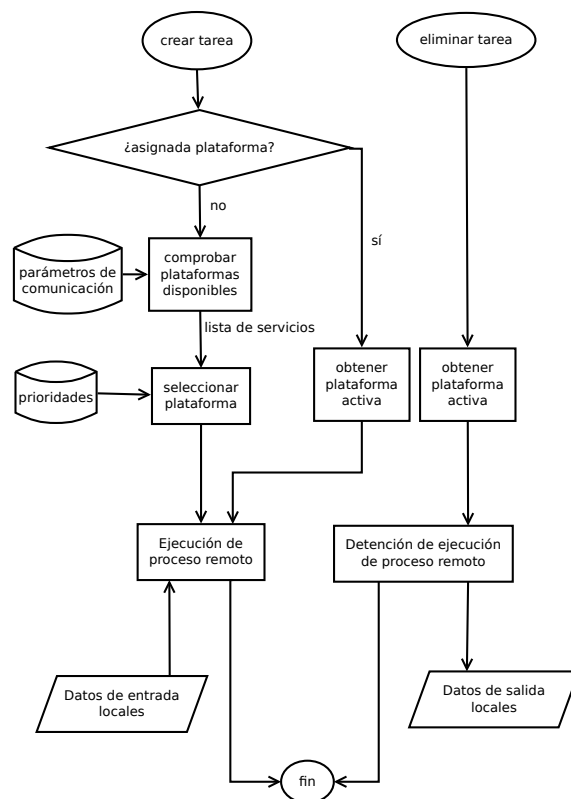 crear tarea
eliminar tarea
¿asignada plataforma?
no
sí
comprobar
plataformas
disponibles
parámetros de
comunicación
lista de servicios
seleccionar
plataforma
prioridades
obtener
plataforma
activa
obtener
plataforma
activa
Ejecución de
proceso remoto
Detención de ejecución
de proceso remoto
Datos de entrada
locales
Datos de salida
locales
fin